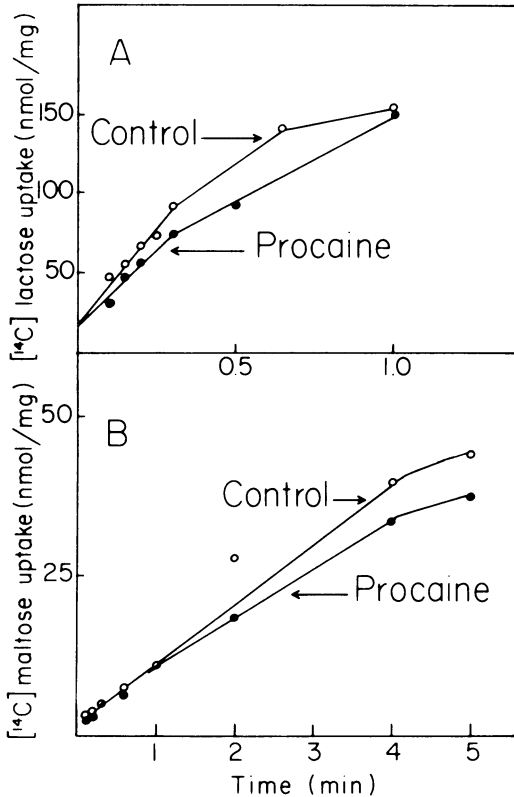 A
[¹⁴C] lactose uptake (nmol/mg)
150
100
50
Control
Procaine
0.5
1.0
B
[¹⁴C] maltose uptake (nmol/mg)
50
25
Control
Procaine
1
2
3
4
5
Time (min)